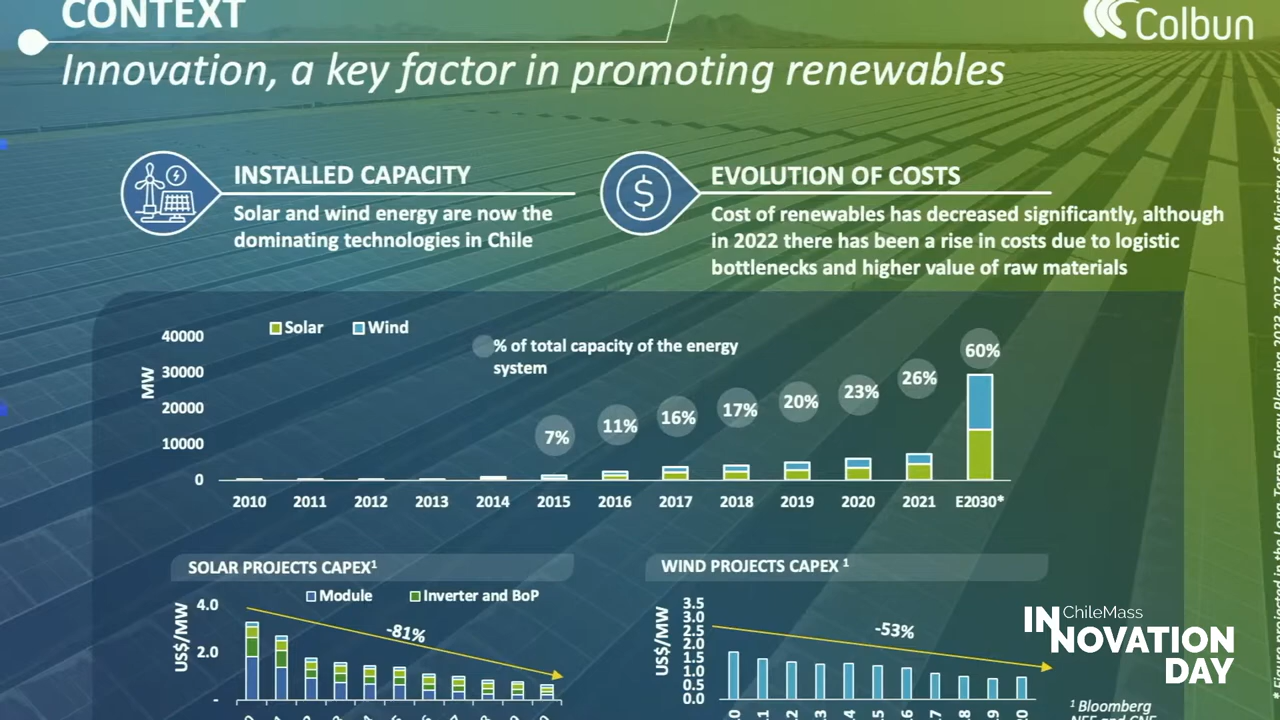 CONTEXT
Colbun
Innovation, a key factor in promoting renewables
INSTALLED CAPACITY
Solar and wind energy are now the
dominating technologies in Chile
EVOLUTION OF COSTS
Cost of renewables has decreased significantly, although
in 2022 there has been a rise in costs due to logistic
bottlenecks and higher value of raw materials
Solar
Wind
% of total capacity of the energy
system
MW
40000
30000
20000
10000
0
7%
11%
16%
17%
20%
23%
26%
60%
2010 2011 2012 2013 2014 2015 2016 2017 2018 2019 2020 2021 E2030*
SOLAR PROJECTS CAPEX¹
Module
Inverter and BoP
US$/MW
4.0
2.0
-
-81%
WIND PROJECTS CAPEX ¹
US$/MW
3.5
3.0
2.5
2.0
1.5
1.0
0.5
0.0
-53%
ChileMass
INNOVATION
DAY
¹ Bloomberg